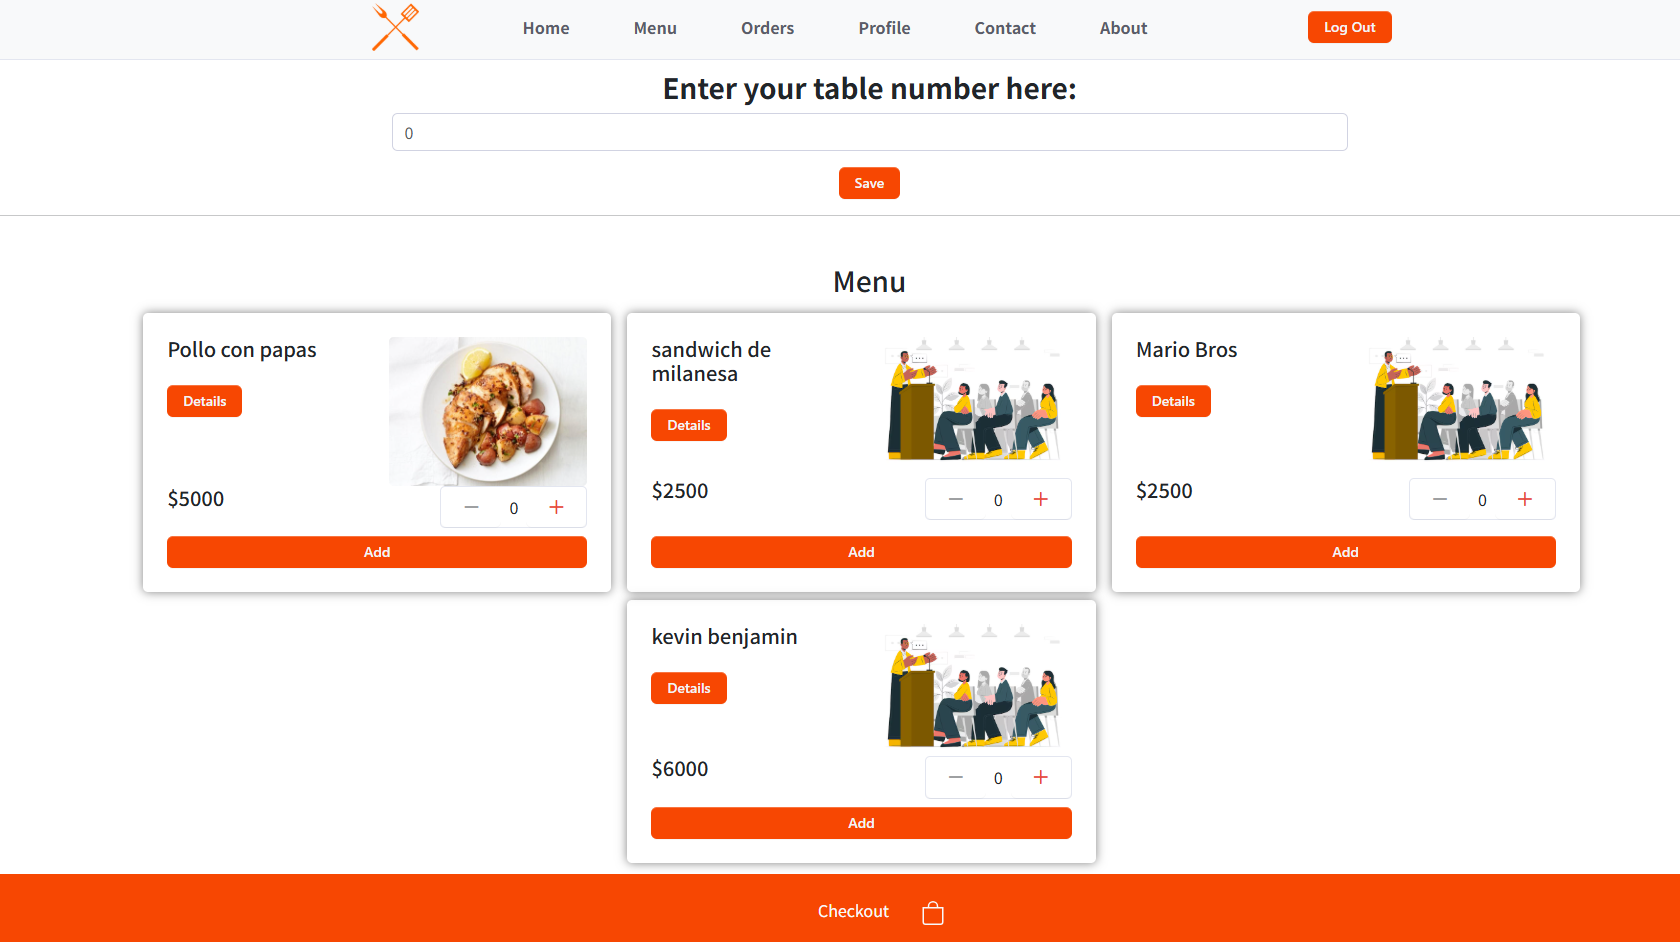 Home Menu Orders Profile Contact About Log Out
Enter your table number here:
0
Save
Menu
Pollo con papas
Details
$5000
0
Add
sandwich de
milanesa
Details
$2500
0
Add
Mario Bros
Details
$2500
0
Add
kevin benjamin
Details
$6000
0
Add
Checkout